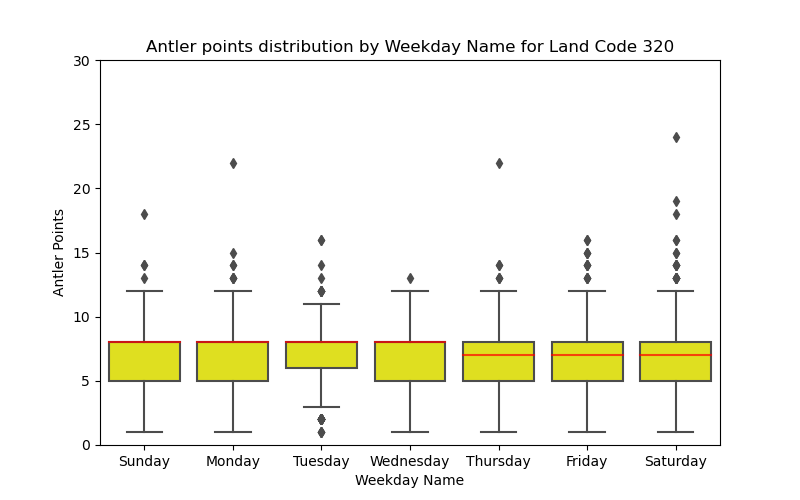 Antler points distribution by Weekday Name for Land Code 320
30
25
20
15
10
5
0
Antler Points
Sunday Monday Tuesday Wednesday Thursday Friday Saturday
Weekday Name